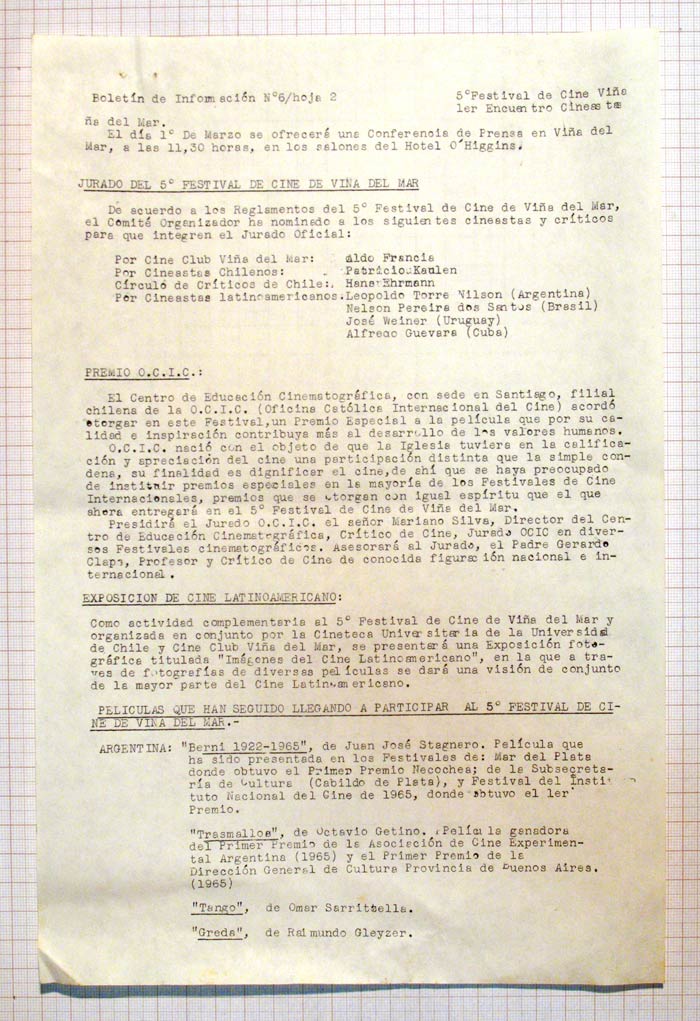 Boletín de Información N°6/hoja 2
5°Festival de Cine Viña
1er Encuentro Cineastas
ña del Mar.
El día 1° De Marzo se ofrecerá una Conferencia de Prensa en Viña del
Mar, a las 11,30 horas, en los salones del Hotel O'Higgins.
JURADO DEL 5° FESTIVAL DE CINE DE VIÑA DEL MAR
De acuerdo a los Reglamentos del 5° Festival de Cine de Viña del Mar,
el Comité Organizador ha nominado a los siguientes cineastas y críticos
para que integren el Jurado Oficial:
Por Cine Club Viña del Mar: Aldo Francia
Por Cineastas Chilenos: Patricio Kaulen
Círculo de Críticos de Chile: Hans Ehrmann
Por Cineastas latinoamericanos. Leopoldo Torre Nilson (Argentina)
Nelson Pereira dos Santos (Brasil)
José Weiner (Uruguay)
Alfredo Guevara (Cuba)
PREMIO O.C.I.C.:
El Centro de Educación Cinematográfica, con sede en Santiago, filial
chilena de la O.C.I.C. (Oficina Católica Internacional del Cine) acordó
otorgar en este Festival,un Premio Especial a la película que por su ca-
lidad e inspiración contribuya más al desarrollo de los valores humanos.
O.C.I.C. nació con el objeto de que la Iglesia tuviera en la califica-
ción y apreciación del cine una participación distinta que la simple con-
dena, su finalidad es dignificar el cine,de ahí que se haya preocupado
de instituir premios especiales en la mayoría de los Festivales de Cine
Internacionales, premios que se otorgan con igual espíritu que el que
ahora entregará en el 5° Festival de Cine de Viña del Mar.
Presidirá el Jurado O.C.I.C. el señor Mariano Silva, Director del Cen-
tro de Educación Cinematográfica, Crítico de Cine, Jurado OCIC en diver-
sos Festivales cinematográficos. Asesorará al Jurado, el Padre Gerardo
Claps, Profesor y Crítico de Cine de conocida figuración nacional e in-
ternacional.
EXPOSICION DE CINE LATINOAMERICANO:
Como actividad complementaria al 5° Festival de Cine de Viña del Mar y
organizada en conjunto por la Cineteca Universitaria de la Universidad
de Chile y Cine Club Viña del Mar, se presentará una Exposición foto-
gráfica titulada "Imágones del Cine Latinoamericano", en la que a tra-
ves de fotografías de diversas películas se dará una visión de conjunto
de la mayor parte del Cine Latinoamericano.
PELICULAS QUE HAN SEGUIDO LLEGANDO A PARTICIPAR AL 5° FESTIVAL DE CI-
NE DE VIÑA DEL MAR.-
ARGENTINA: "Berni 1922-1965", de Juan José Stagnaro. Película que
ha sido presentada en los Festivales de: Mar del Plata
donde obtuvo el Primer Premio Necochea; de la Subsecreta-
ría de Cultura (Cabildo de Plata), y Festival del Insti-
tuto Nacional del Cine de 1965, donde obtuvo el 1er
Premio.
"Trasmallos", de Octavio Getino. Película ganadora
del Primer Premio de la Asociación de Cine Experimen-
tal Argentina (1965) y el Primer Premio de la
Dirección General de Cultura Provincia de Buenos Aires.
(1965)
"Tango", de Omar Sarrittella.
"Greda", de Raimundo Gleyzer.